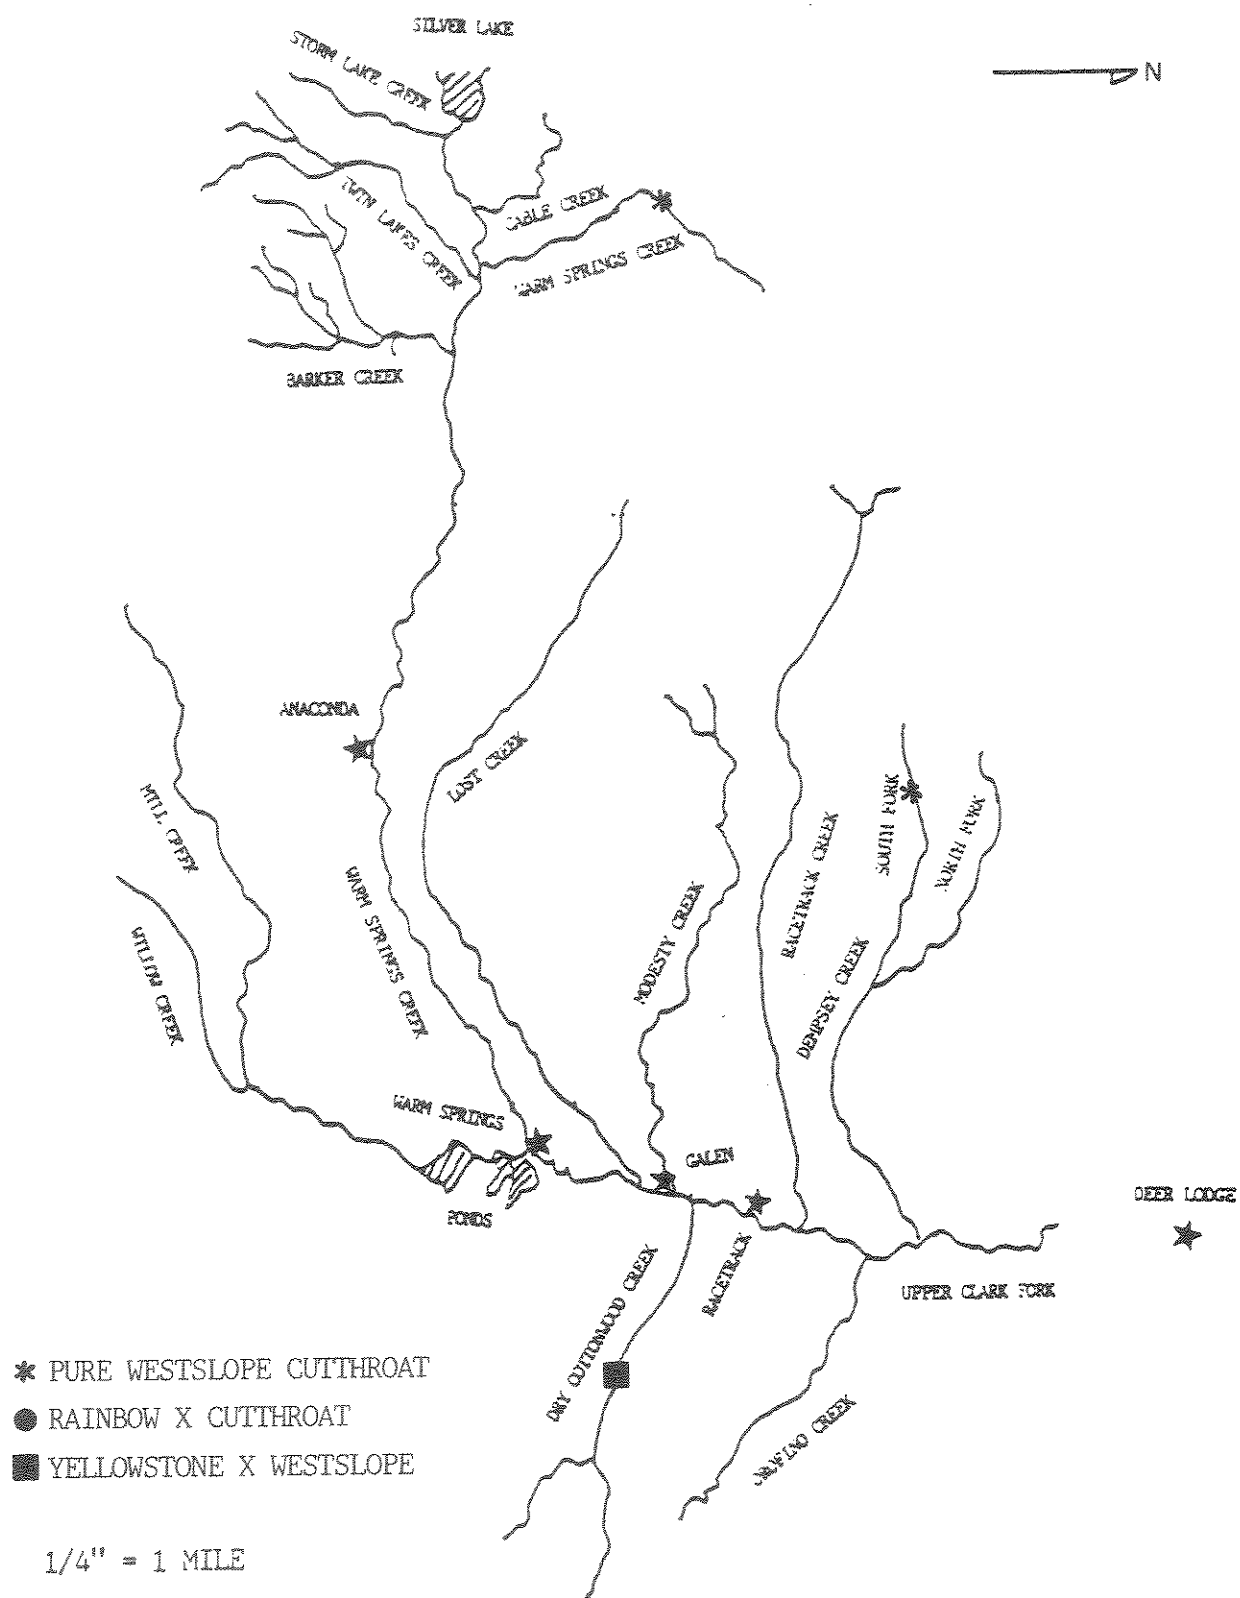 SILVER LAKE
STORM LAKE CREEK
N
TWIN LAKES CREEK
CABLE CREEK
WARM SPRINGS CREEK
BARKER CREEK
ANACONDA
LOST CREEK
MILL CREEK
WILLOW CREEK
WARM SPRINGS CREEK
MODESTY CREEK
RACETRACK CREEK
SOUTH FORK
NORTH FORK
DEMPSEY CREEK
WARM SPRINGS
GALEN
PONDS
DEER LODGE
RACETRACK
UPPER CLARK FORK
DRY COTTONWOOD CREEK
CREEK
PURE WESTSLOPE CUTTHROAT
RAINBOW X CUTTHROAT
YELLOWSTONE X WESTSLOPE
1/4" = 1 MILE